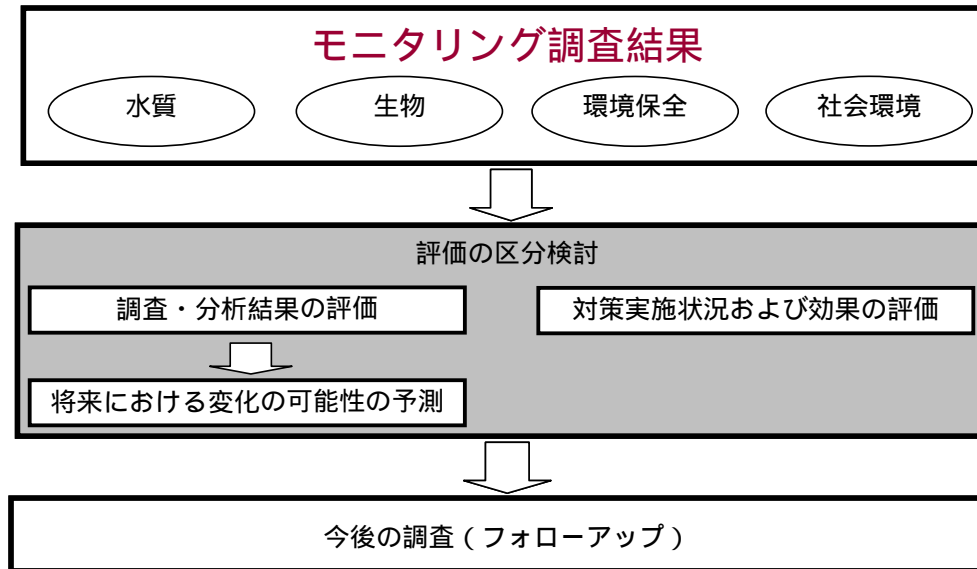 モニタリング調査結果
水質
生物
環境保全
社会環境
評価の区分検討
調査・分析結果の評価
対策実施状況および効果の評価
将来における変化の可能性の予測
今後の調査（フォローアップ）